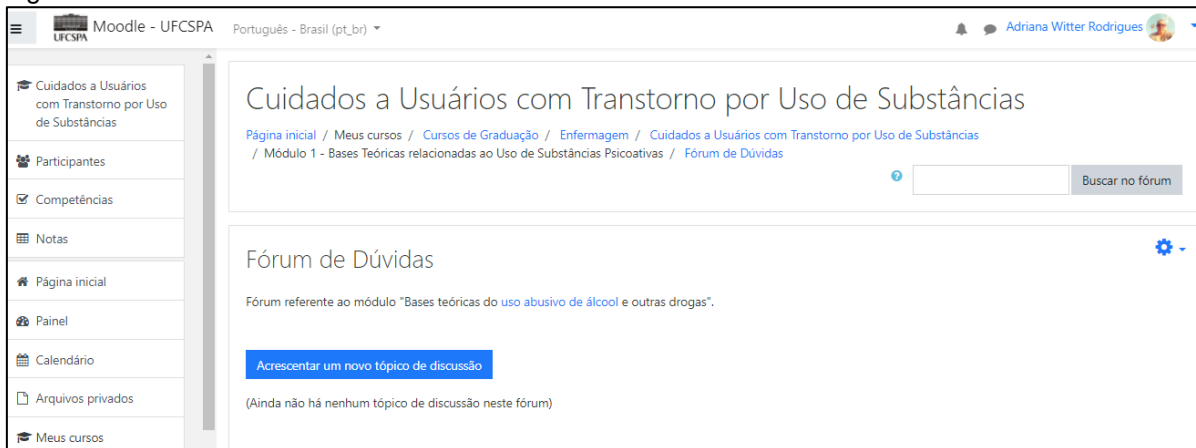 UFCSPA
Moodle - UFCSPA
Português - Brasil (pt_br)
Adriana Witter Rodrigues
Cuidados a Usuários
com Transtorno por Uso
de Substâncias
Participantes
Competências
Notas
Página inicial
Painel
Calendário
Arquivos privados
Meus cursos
Cuidados a Usuários com Transtorno por Uso de Substâncias
Página inicial / Meus cursos / Cursos de Graduação / Enfermagem / Cuidados a Usuários com Transtorno por Uso de Substâncias
/ Módulo 1 - Bases Teóricas relacionadas ao Uso de Substâncias Psicoativas / Fórum de Dúvidas
Buscar no fórum
Fórum de Dúvidas
Fórum referente ao módulo "Bases teóricas do uso abusivo de álcool e outras drogas".
Acrescentar um novo tópico de discussão
(Ainda não há nenhum tópico de discussão neste fórum)